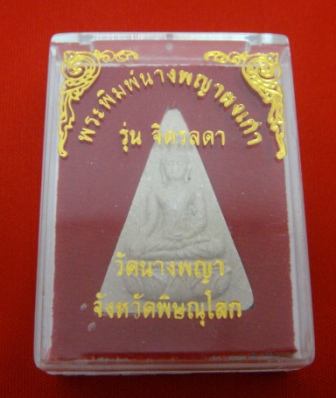 พระพิมพ์นางพญาผงเก่า
รุ่น จิตรลดา
วัดนางพญา
จังหวัดพิษณุโลก